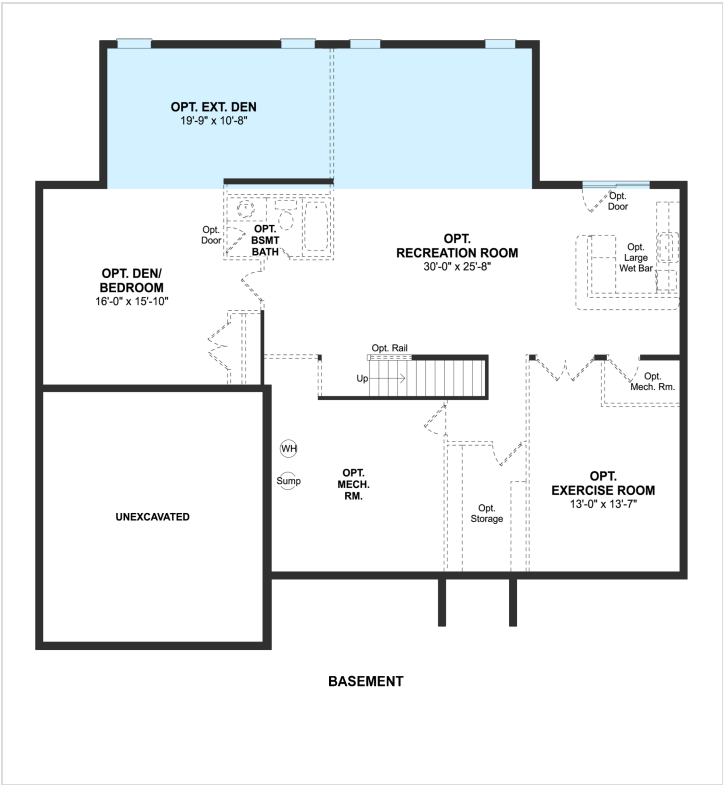 OPT. EXT. DEN
19'-9" x 10'-8"
Opt.
Door
OPT.
BSMT
BATH
OPT.
RECREATION ROOM
30'-0" x 25'-8"
Opt.
Door
Opt.
Large
Wet Bar
OPT. DEN/
BEDROOM
16'-0" x 15'-10"
Opt. Rail
Up
Opt.
Mech. Rm.
WH
Sump
OPT.
MECH.
RM.
Opt.
Storage
OPT.
EXERCISE ROOM
13'-0" x 13'-7"
UNEXCAVATED
BASEMENT